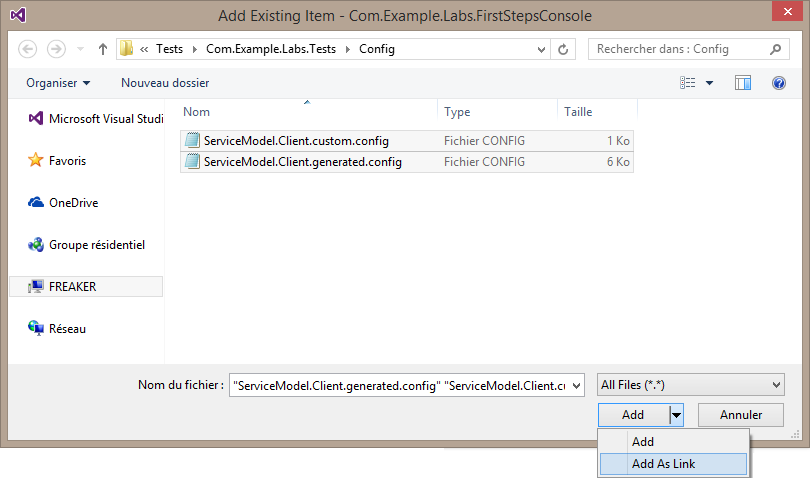 Add Existing Item - Com.Example.Labs.FirstStepsConsole
« Tests Com.Example.Labs.Tests Config
Rechercher dans : Config
Organiser Nouveau dossier
Nom Type Taille
Microsoft Visual Studi
Favoris
OneDrive
Groupe résidentiel
FREAKER
Réseau
ServiceModel.Client.custom.config Fichier CONFIG 1 Ko
ServiceModel.Client.generated.config Fichier CONFIG 6 Ko
Nom du fichier : "ServiceModel.Client.generated.config" "ServiceModel.Client.cu All Files (*.*)
Add Annuler
Add
Add As Link